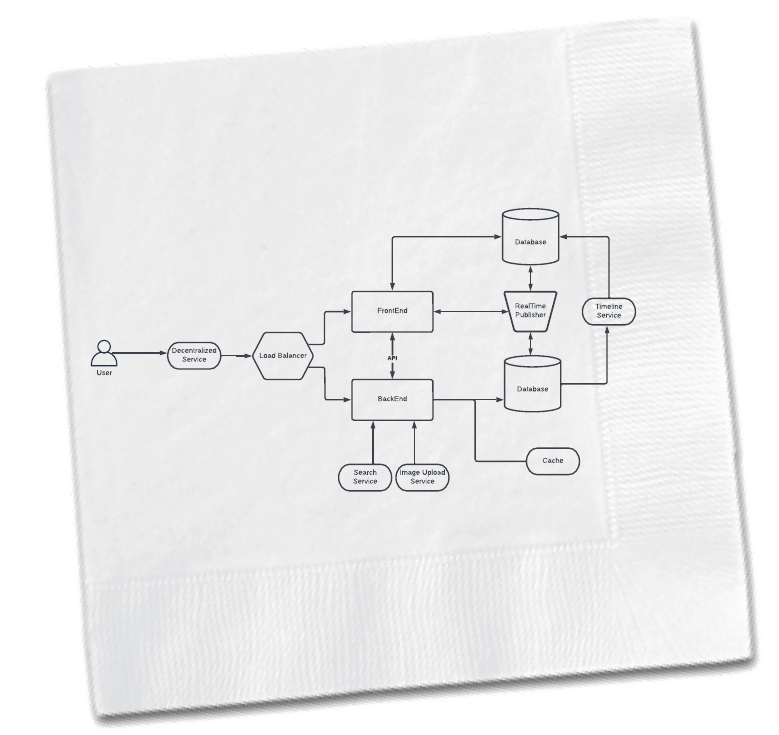 Database
FrontEnd
RealTime
Publisher
Timeline
Service
Decentralized
Service
Load Balancer
User
API
BackEnd
Database
Cache
Search
Service
Image Upload
Service